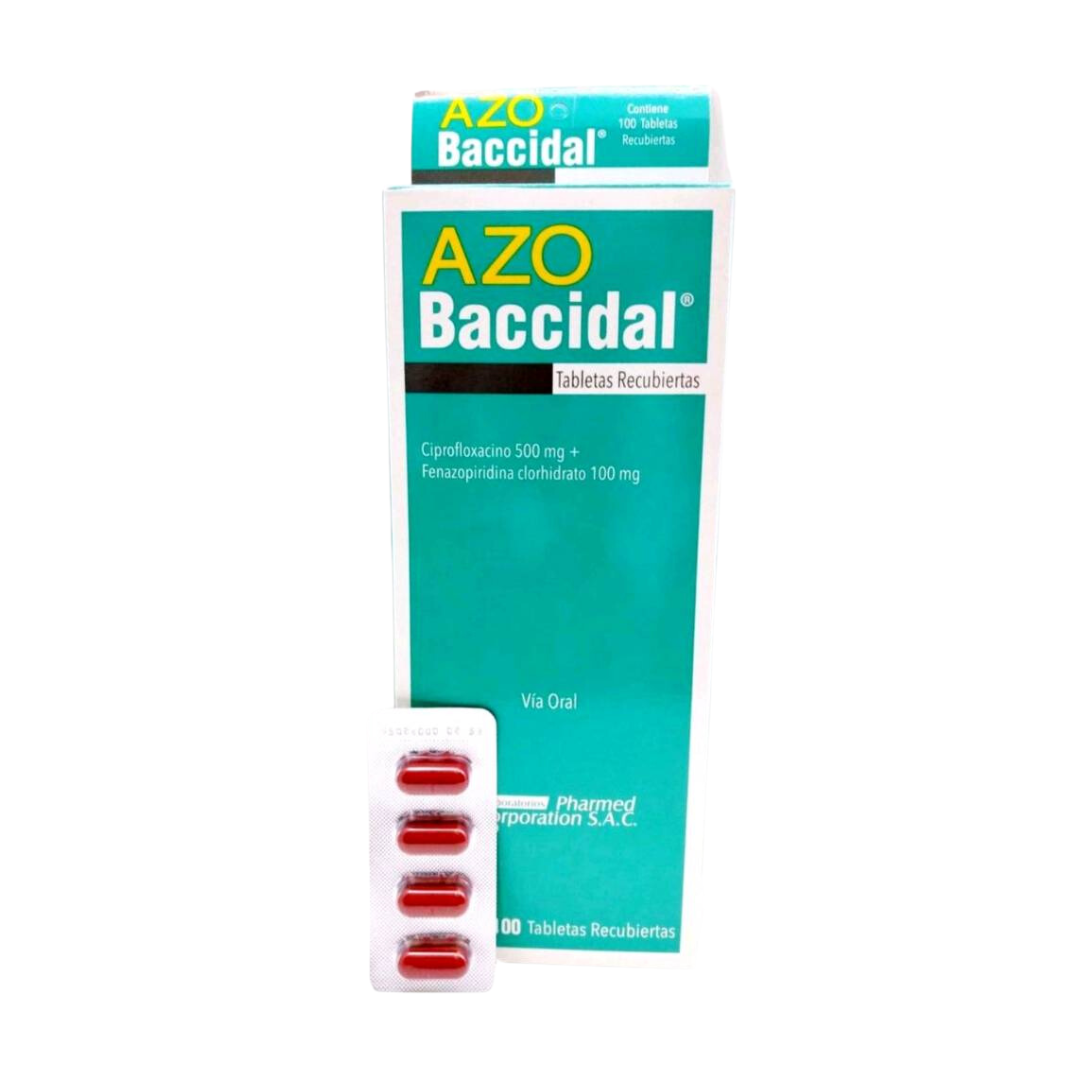 AZO
Baccidal®
Contiene
100 Tabletas
Recubiertas
AZO
Baccidal®
Tabletas Recubiertas
Ciprofloxacino 500 mg +
Fenazopiridina clorhidrato 100 mg
Vía Oral
Pharmed
S.A.C.
100 Tabletas Recubiertas